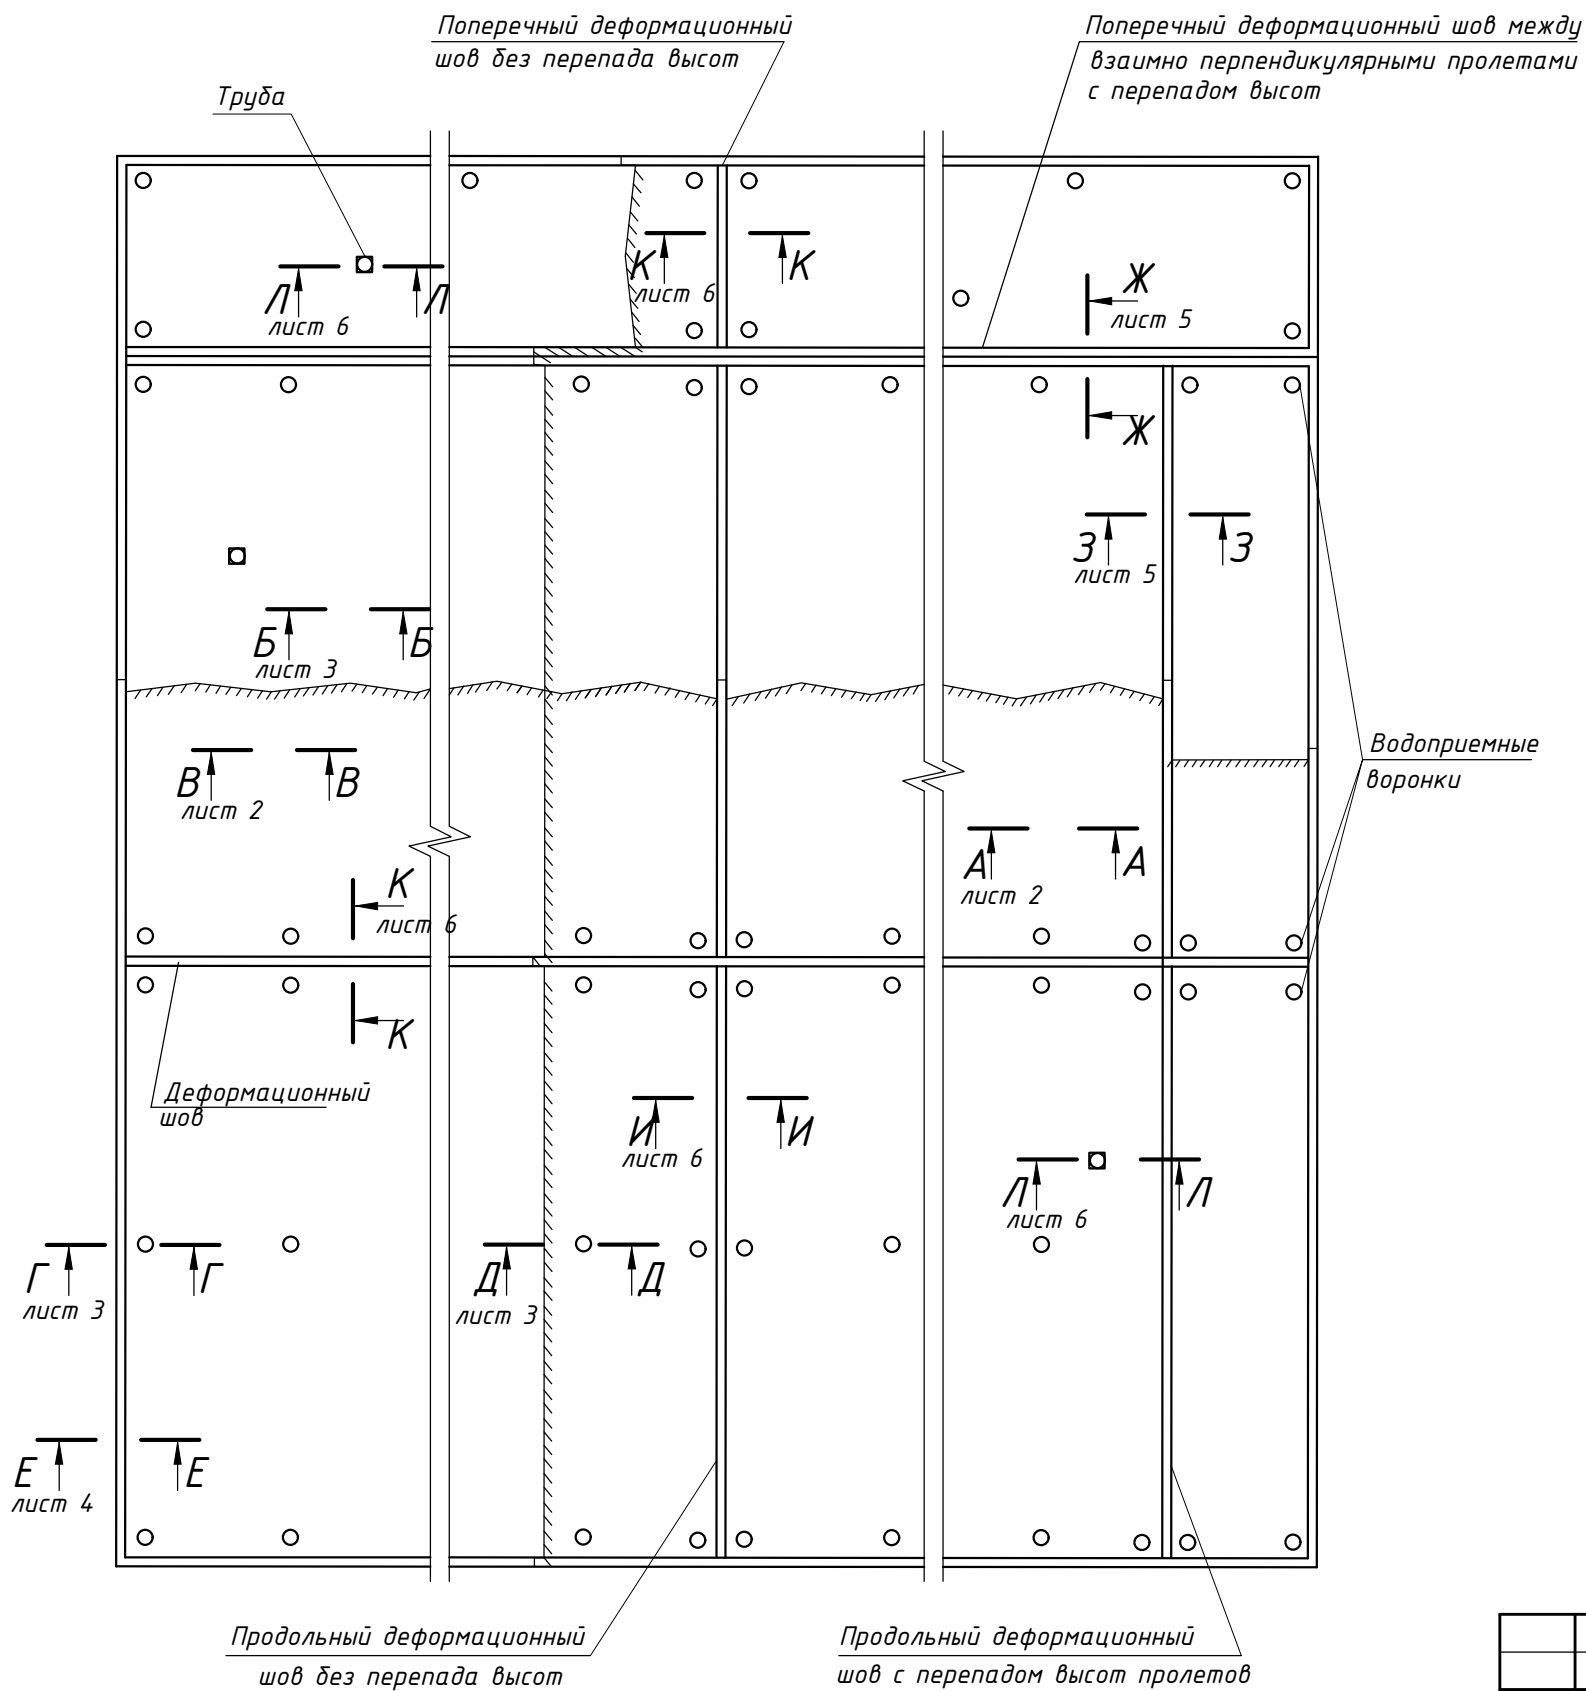 Поперечный деформационный
шов без перепада высот
Поперечный деформационный шов между
взаимно перпендикулярными пролетами
с перепадом высот
Труба
К
К
лист 6
Л
Л
лист 6
Ж
лист 5
Ж
З
З
лист 5
Б
Б
лист 3
Водоприемные
воронки
В
В
лист 2
А
А
лист 2
К
лист 6
К
Деформационный
шов
И
И
лист 6
Л
Л
лист 6
Г
Г
лист 3
Д
Д
лист 3
Е
Е
лист 4
Продольный деформационный
шов без перепада высот
Продольный деформационный
шов с перепадом высот пролетов